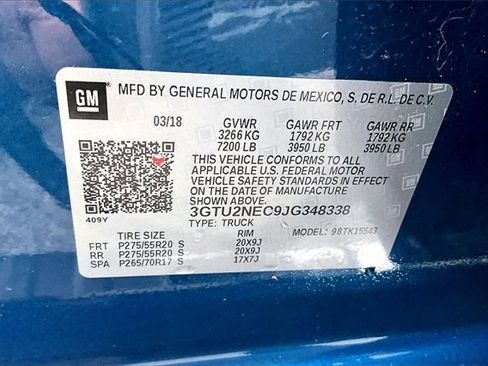 GM MFD BY GENERAL MOTORS DE MEXICO, S. DE R.L. DE C.V.
03/18 GVWR GAWR FRT GAWR RR
3266 KG 1792 KG 1792 KG
7200 LB 3950 LB 3950 LB
THIS VEHICLE CONFORMS TO ALL
APPLICABLE U.S. FEDERAL MOTOR
VEHICLE SAFETY STANDARDS IN EFFECT
ON THE DATE OF MANUFACTURE
SHOWN ABOVE.
3GTU2NEC9JG348338
409Y TYPE: TRUCK
TIRE SIZE RIM MODEL: 98TK15543
FRT P275/55R20 S 20X9J
RR P275/55R20 S 20X9J
SPA P265/70R17 S 17X7J